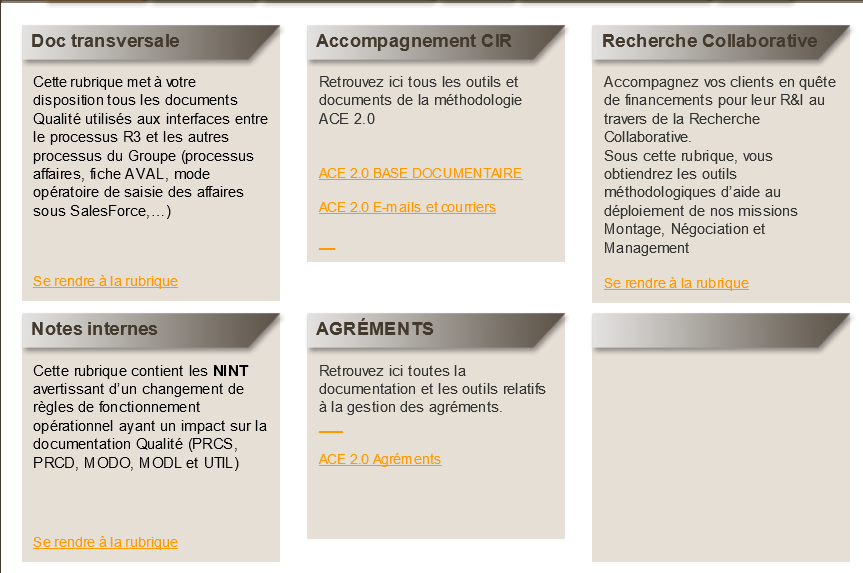 Doc transversale
Cette rubrique met à votre
disposition tous les documents
Qualité utilisés aux interfaces entre
le processus R3 et les autres
processus du Groupe (processus
affaires, fiche AVAL, mode
opératoire de saisie des affaires
sous SalesForce,…)
Se rendre à la rubrique
Accompagnement CIR
Retrouvez ici tous les outils et
documents de la méthodologie
ACE 2.0
ACE 2.0 BASE DOCUMENTAIRE
ACE 2.0 E-mails et courriers
Recherche Collaborative
Accompagnez vos clients en quête
de financements pour leur R&I au
travers de la Recherche
Collaborative.
Sous cette rubrique, vous
obtiendrez les outils
méthodologiques d’aide au
déploiement de nos missions
Montage, Négociation et
Management
Se rendre à la rubrique
Notes internes
Cette rubrique contient les NINT
avertissant d’un changement de
règles de fonctionnement
opérationnel ayant un impact sur la
documentation Qualité (PRCS,
PRCD, MODO, MODL et UTIL)
Se rendre à la rubrique
AGRÉMENTS
Retrouvez ici toutes la
documentation et les outils relatifs
à la gestion des agréments.
ACE 2.0 Agréments